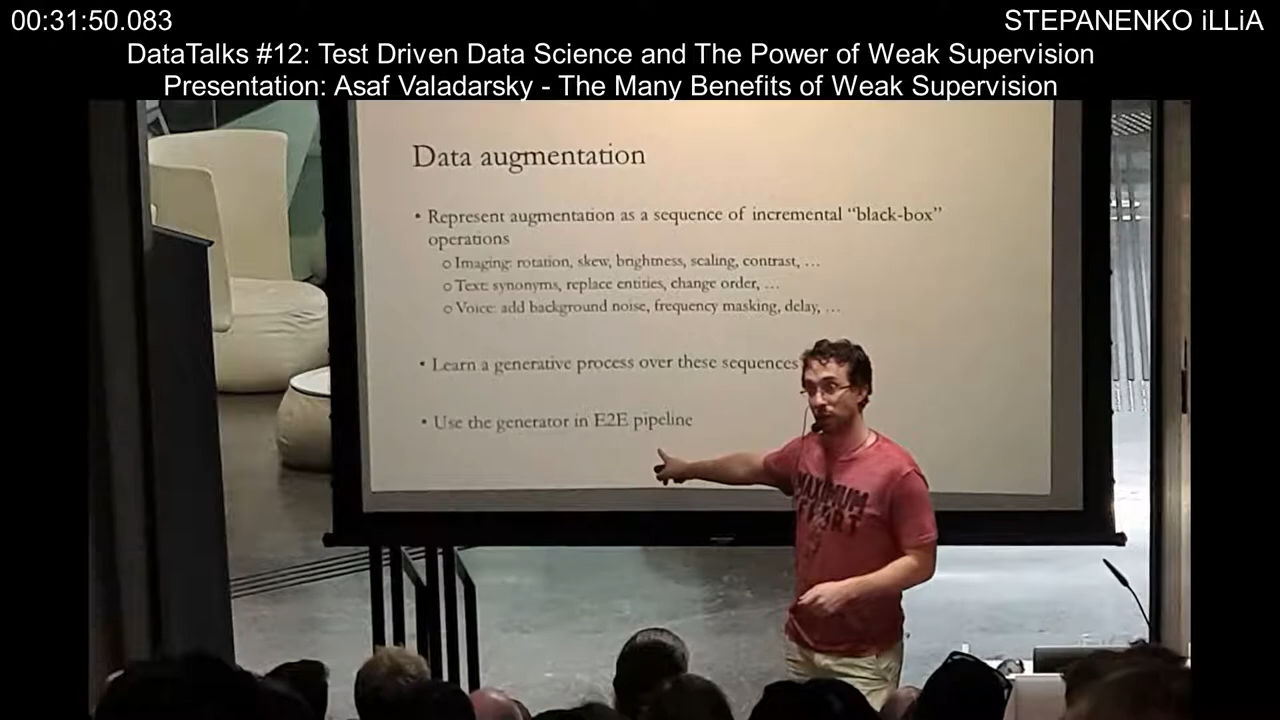 00:31:50.083
STEPANENKO iLLiA
DataTalks #12: Test Driven Data Science and The Power of Weak Supervision
Presentation: Asaf Valadarsky - The Many Benefits of Weak Supervision
Data augmentation
• Represent augmentation as a sequence of incremental “black-box”
operations
o Imaging: rotation, skew, brightness, scaling, contrast, …
o Text: synonyms, replace entities, change order, …
o Voice: add background noise, frequency masking, delay, …
• Learn a generative process over these sequences
• Use the generator in E2E pipeline
MAXIMUM
EFFORT